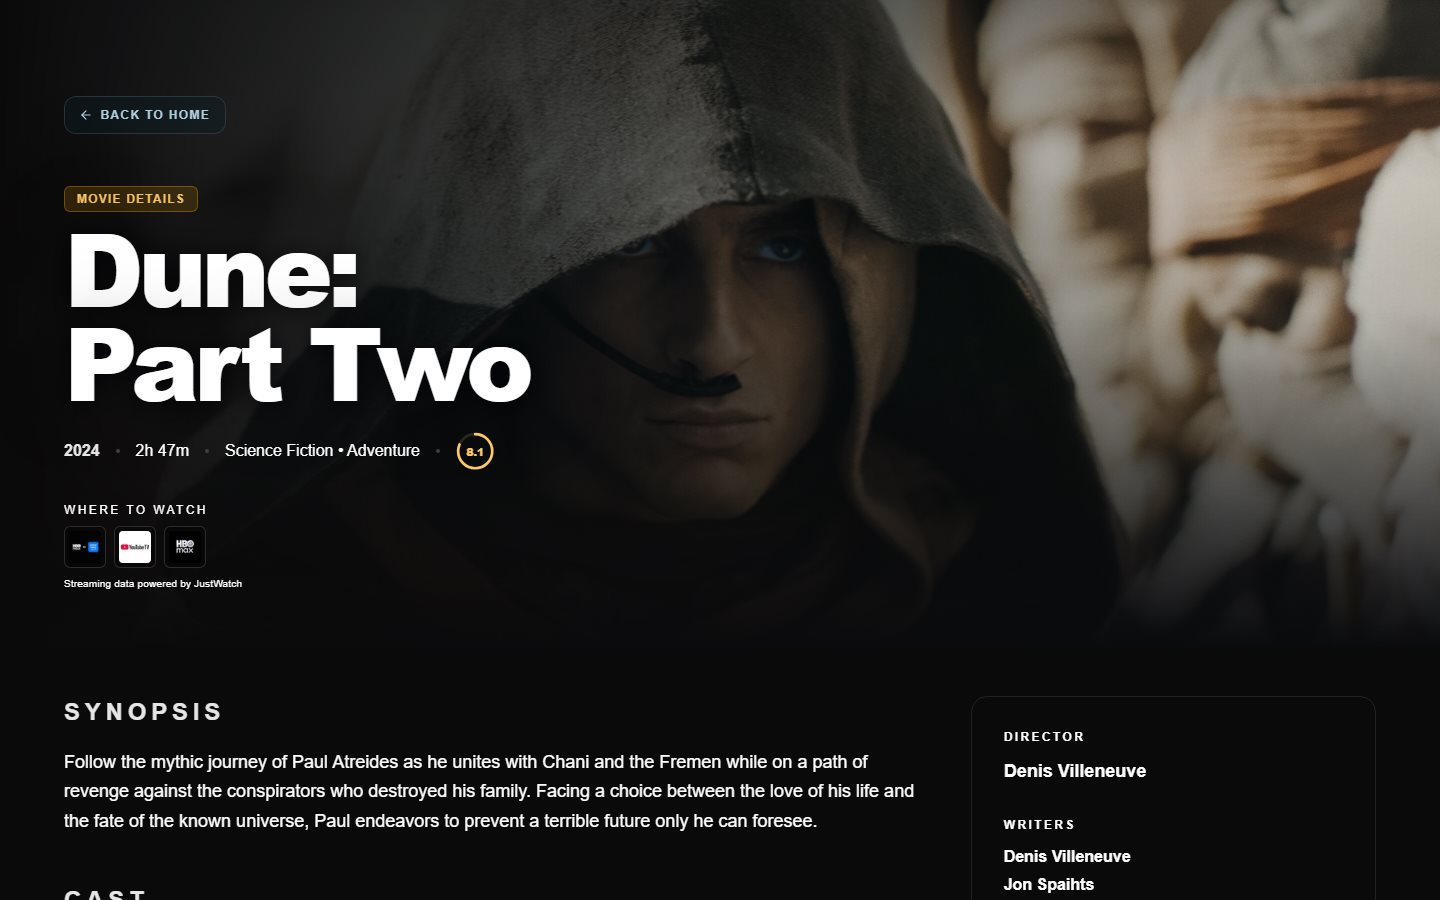 ← BACK TO HOME
MOVIE DETAILS
Dune:
Part Two
2024 • 2h 47m • Science Fiction • Adventure • 8.1
WHERE TO WATCH
YouTubeTV HBO max
Streaming data powered by JustWatch
SYNOPSIS
Follow the mythic journey of Paul Atreides as he unites with Chani and the Fremen while on a path of
revenge against the conspirators who destroyed his family. Facing a choice between the love of his life and
the fate of the known universe, Paul endeavors to prevent a terrible future only he can foresee.
CAST
DIRECTOR
Denis Villeneuve
WRITERS
Denis Villeneuve
Jon Spaihts